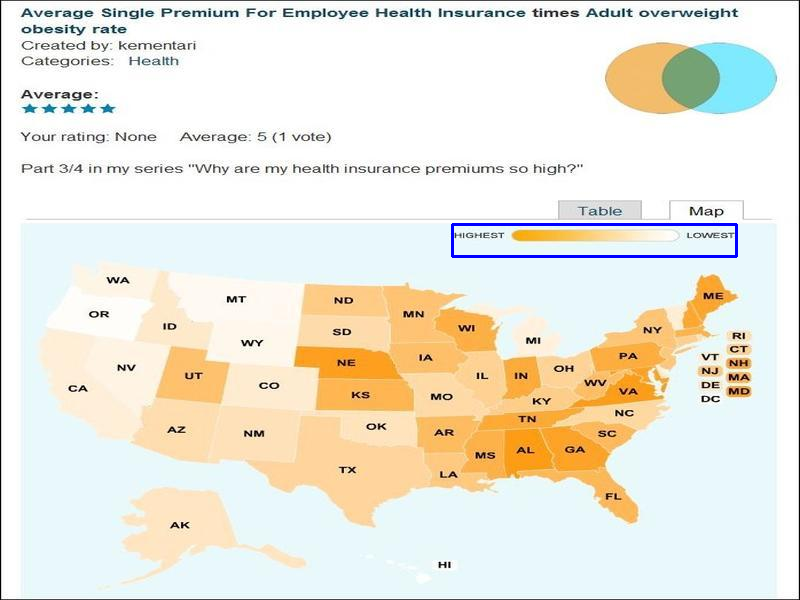 Average Single Premium For Employee Health Insurance times Adult overweight
obesity rate
Created by: kementari
Categories: Health
Average:
Your rating: None Average: 5 (1 vote)
Part 3/4 in my series "Why are my health insurance premiums so high?"
Table Map
HIGHEST LOWEST
WA
MT
ND
MN
ME
OR
ID
SD
WI
MI
NY
RI
WY
CT
NV
UT
NE
IA
PA
VT
NH
CA
CO
KS
IL
IN
OH
NJ
MA
MO
WV
VA
DE
MD
KY
DC
AZ
NM
OK
AR
TN
NC
SC
TX
LA
MS
AL
GA
FL
AK
HI